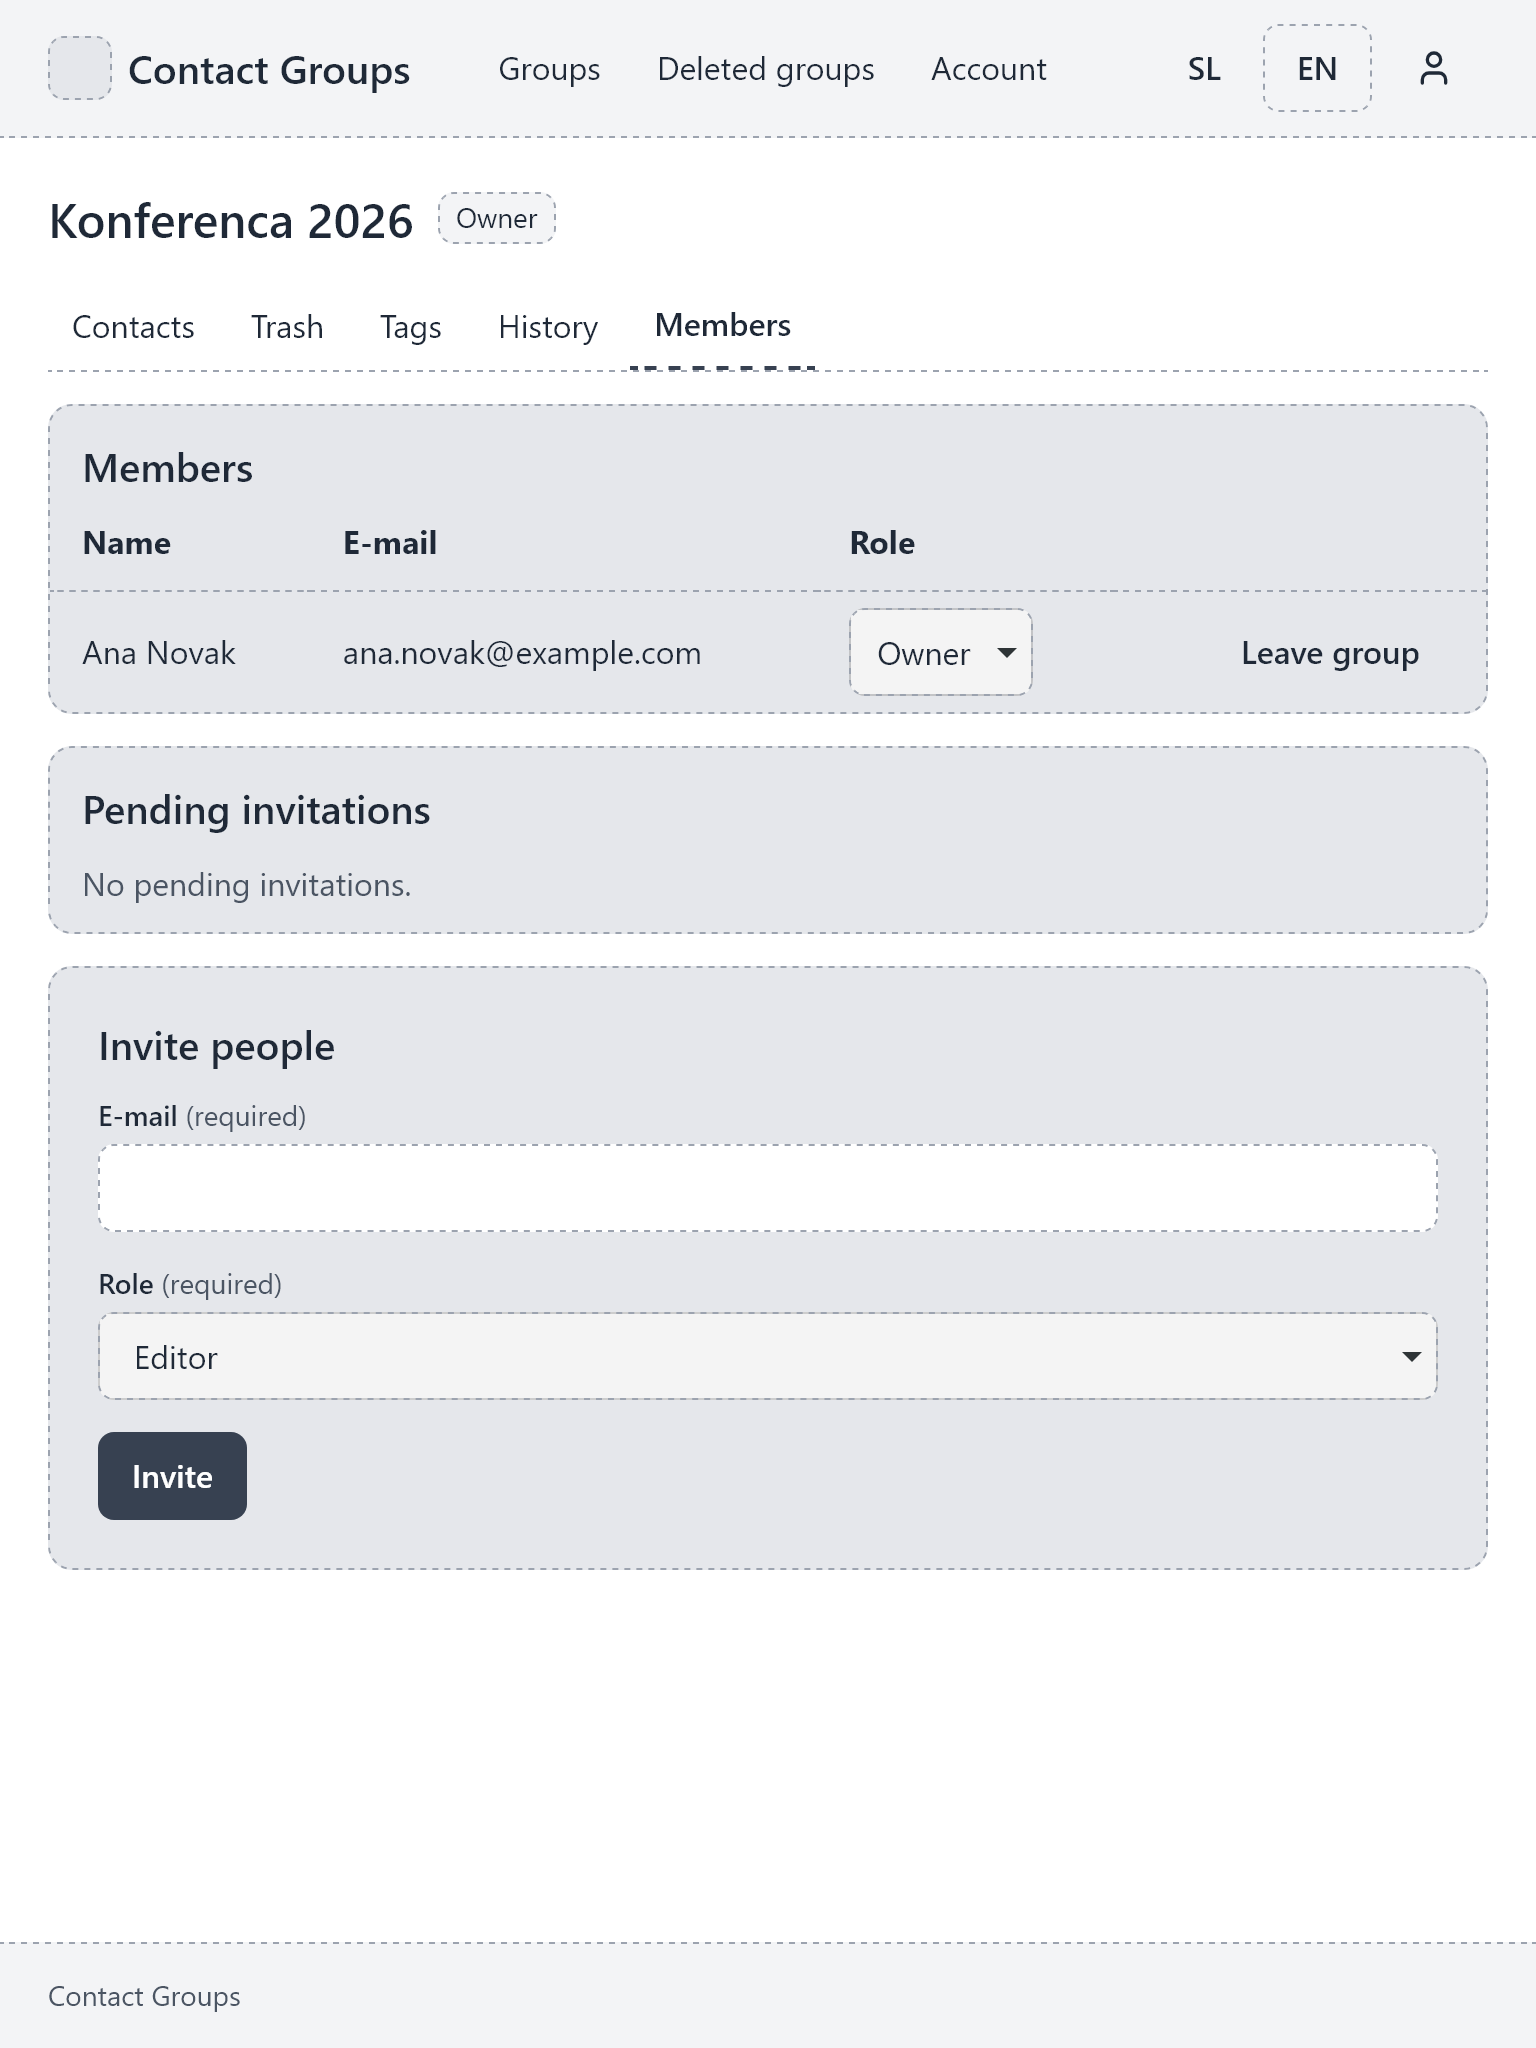 Contact Groups Groups Deleted groups Account SL EN
Konferenca 2026 Owner
Contacts Trash Tags History Members
Members
Name E-mail Role
Ana Novak ana.novak@example.com Owner Leave group
Pending invitations
No pending invitations.
Invite people
E-mail (required)
Role (required)
Editor
Invite
Contact Groups